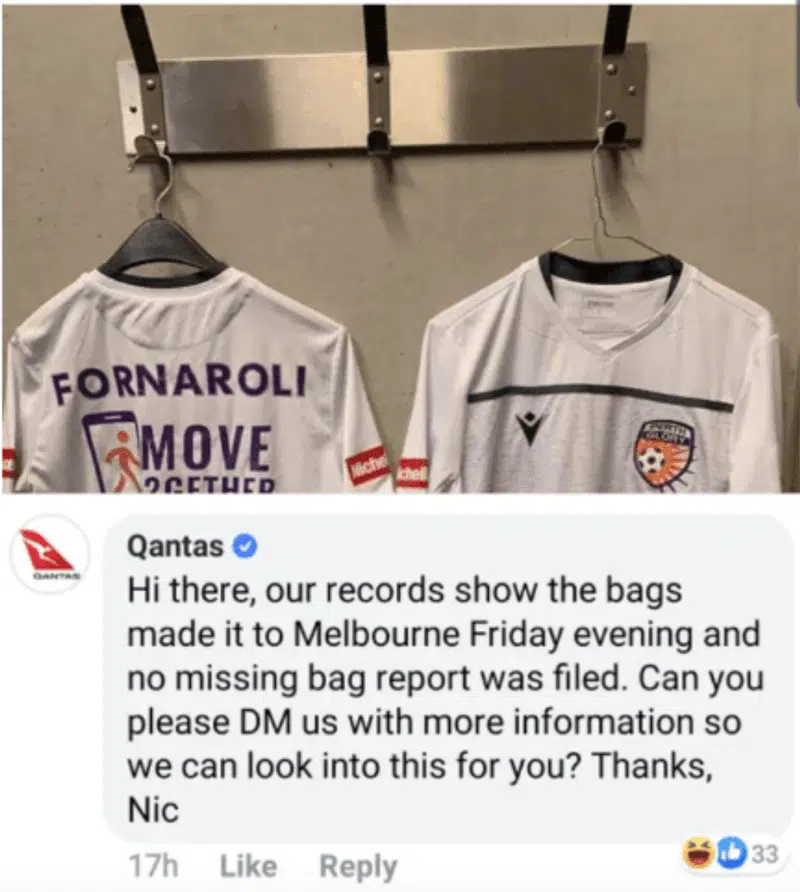 FORNAROLI
MOVE
2GETHER
GLORY
Qantas
QANTAS
Hi there, our records show the bags
made it to Melbourne Friday evening and
no missing bag report was filed. Can you
please DM us with more information so
we can look into this for you? Thanks,
Nic
17h Like Reply
33